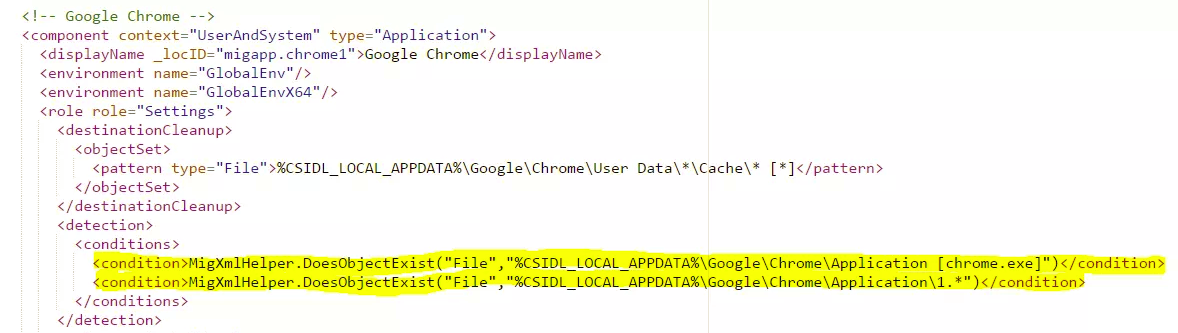 <!-- Google Chrome -->
<component context="UserAndSystem" type="Application">
<displayName _locID="migapp.chrome1">Google Chrome</displayName>
<environment name="GlobalEnv"/>
<environment name="GlobalEnvX64"/>
<role role="Settings">
<destinationCleanup>
<objectSet>
<pattern type="File">%CSIDL_LOCAL_APPDATA%\Google\Chrome\User Data\*\Cache\* [*]</pattern>
</objectSet>
</destinationCleanup>
<detection>
<conditions>
<condition>MigXmlHelper.DoesObjectExist("File","%CSIDL_LOCAL_APPDATA%\Google\Chrome\Application [chrome.exe]")</condition>
<condition>MigXmlHelper.DoesObjectExist("File","%CSIDL_LOCAL_APPDATA%\Google\Chrome\Application\1.*")</condition>
</conditions>
</detection>